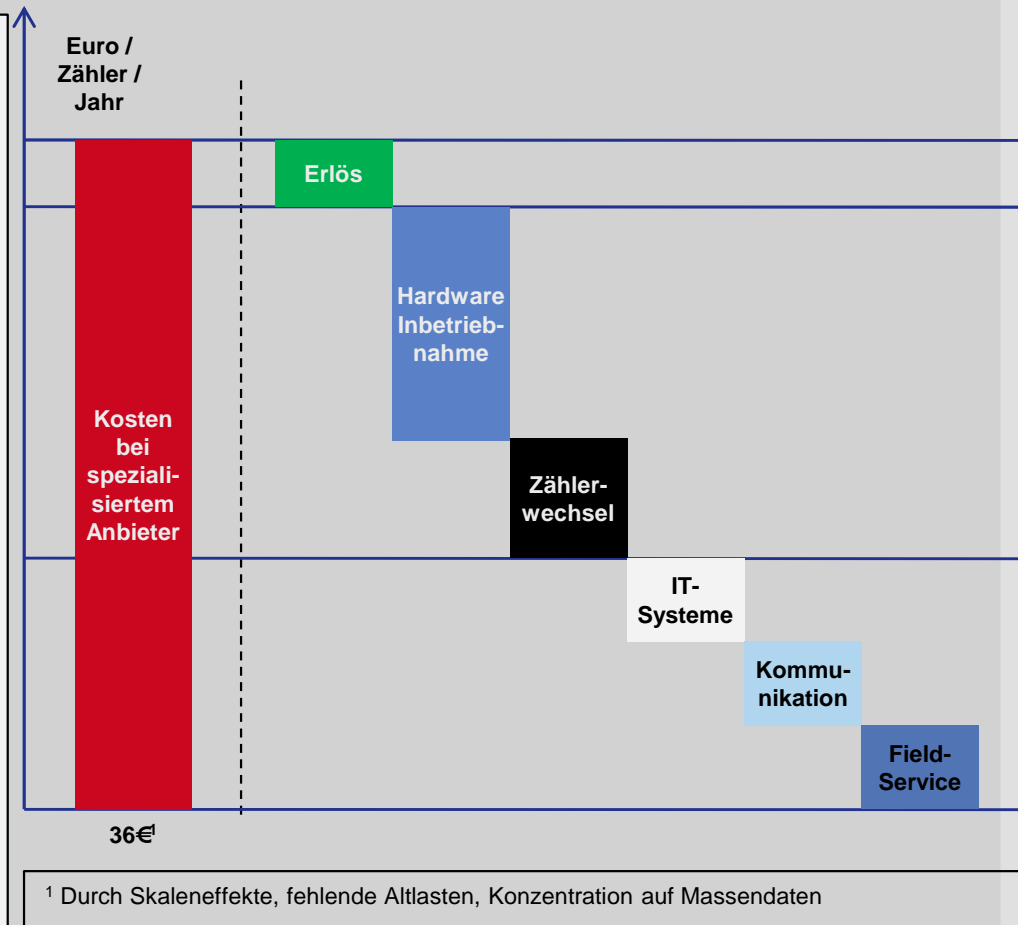 Euro /
Zähler /
Jahr
Erlös
Hardware
Inbetrieb-
nahme
Kosten
bei
speziali-
siertem
Anbieter
Zähler-
wechsel
IT-
Systeme
Kommu-
nikation
Field-
Service
36€¹
¹ Durch Skaleneffekte, fehlende Altlasten, Konzentration auf Massendaten